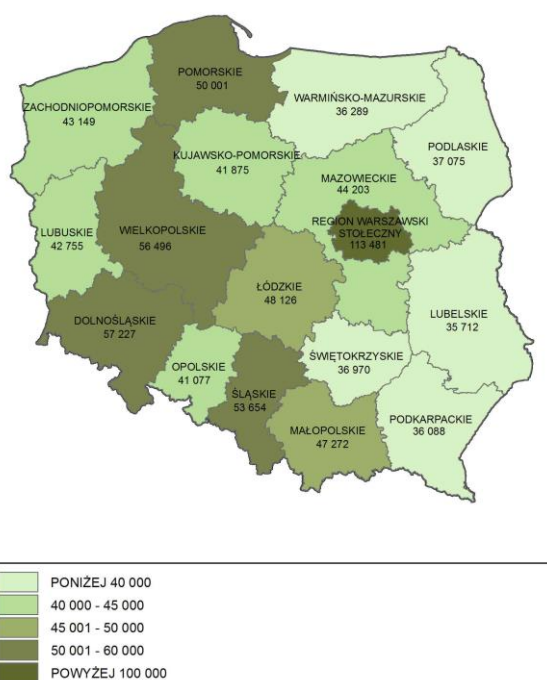 POMORSKIE
50 001
WARMIŃSKO-MAZURSKIE
36 289
ZACHODNIOPOMORSKIE
43 149
PODLASKIE
37 075
KUJAWSKO-POMORSKIE
41 875
MAZOWIECKIE
44 203
REGION WARSZAWSKI
STOŁECZNY
113 481
LUBUSKIE
42 755
WIELKOPOLSKIE
56 496
ŁÓDZKIE
48 126
LUBELSKIE
35 712
DOLNOŚLĄSKIE
57 227
OPOLSKIE
41 077
ŚWIĘTOKRZYSKIE
36 970
ŚLĄSKIE
53 654
MAŁOPOLSKIE
47 272
PODKARPACKIE
36 088
PONIŻEJ 40 000
40 000 - 45 000
45 001 - 50 000
50 001 - 60 000
POWYŻEJ 100 000